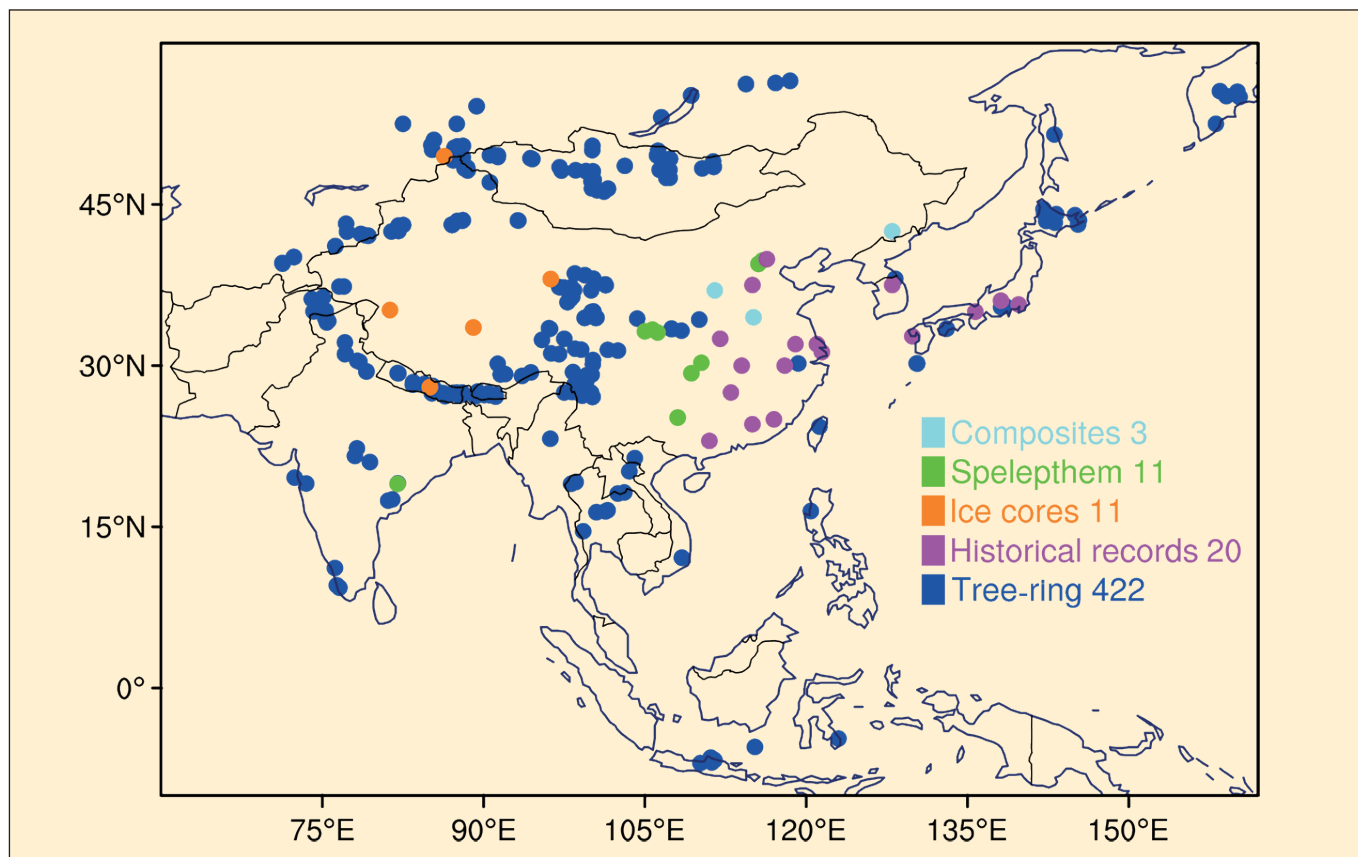 45°N
30°N
15°N
0°
Composites 3
Spelepthem 11
Ice cores 11
Historical records 20
Tree-ring 422
75°E 90°E 105°E 120°E 135°E 150°E